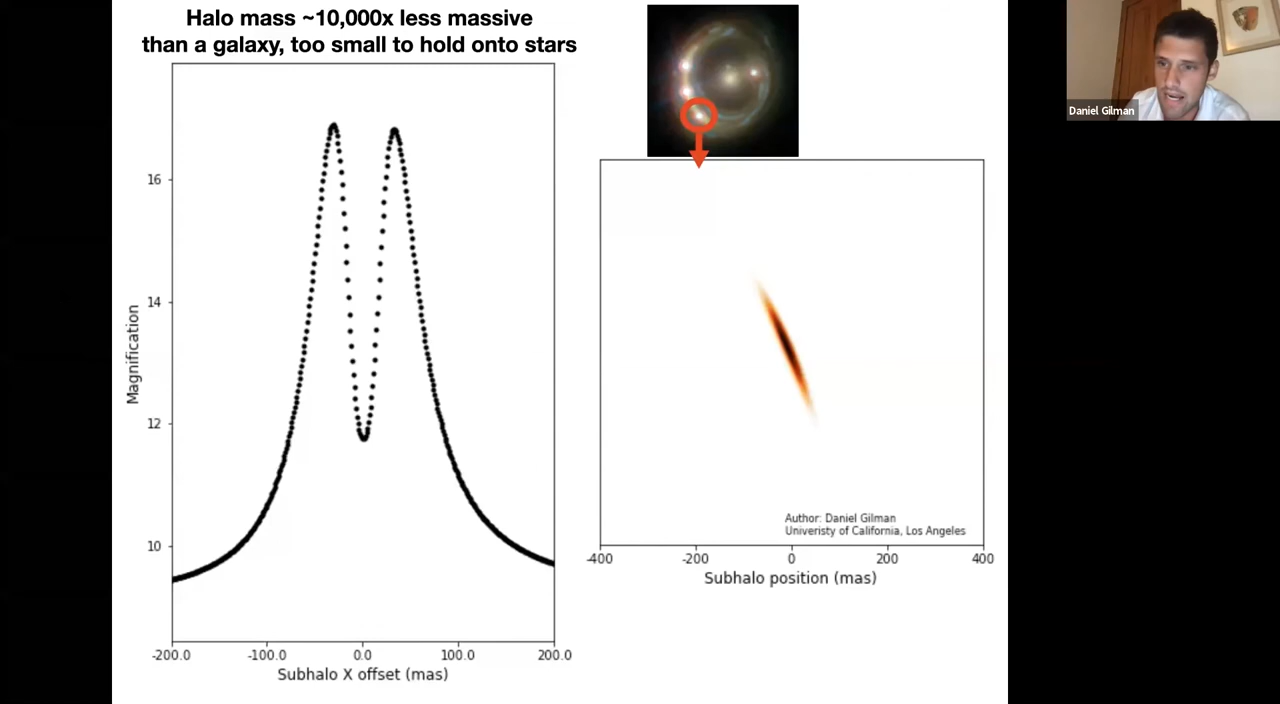 Halo mass ~10,000x less massive
than a galaxy, too small to hold onto stars
Daniel Gilman
Magnification
16
14
12
10
-200.0
-100.0
0.0
100.0
200.0
Subhalo X offset (mas)
Author: Daniel Gilman
Univeristy of California, Los Angeles
-400
-200
0
200
400
Subhalo position (mas)